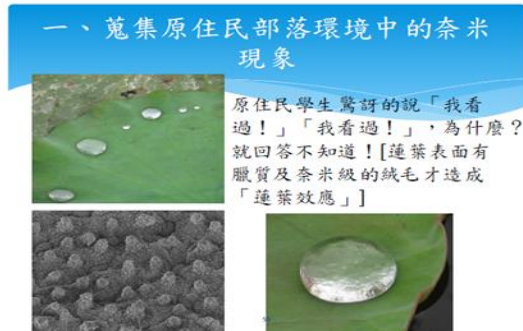 一、蒐集原住民部落環境中的奈米
現象
原住民學生驚訝的說「我看
過！」「我看過！」，為什麼？
就回答不知道！[蓮葉表面有
臘質及奈米級的絨毛才造成
「蓮葉效應」]